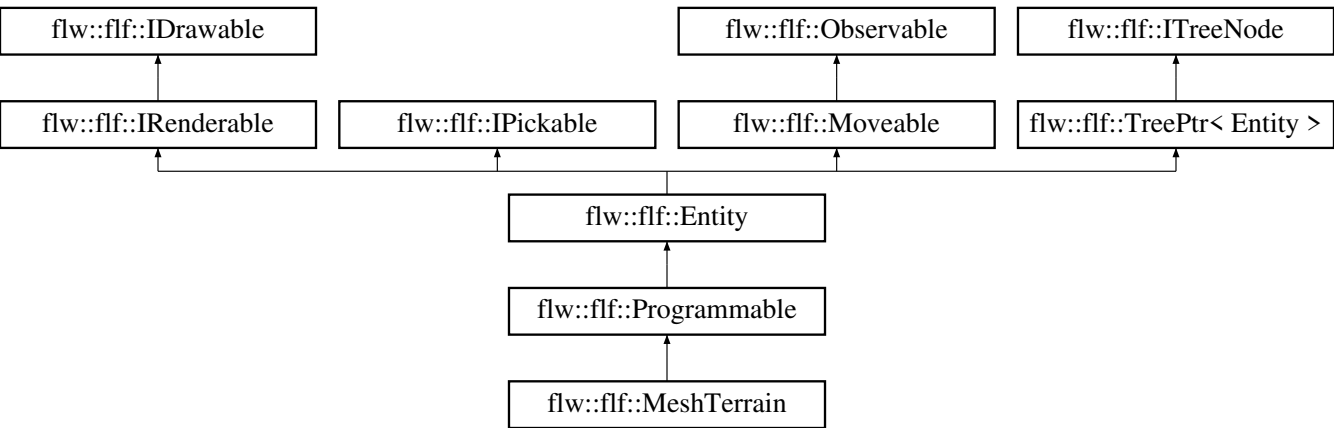 flw::flf::IDrawable
flw::flf::Observable
flw::flf::ITreeNode
flw::flf::IRenderable
flw::flf::IPickable
flw::flf::Moveable
flw::flf::TreePtr< Entity >
flw::flf::Entity
flw::flf::Programmable
flw::flf::MeshTerrain